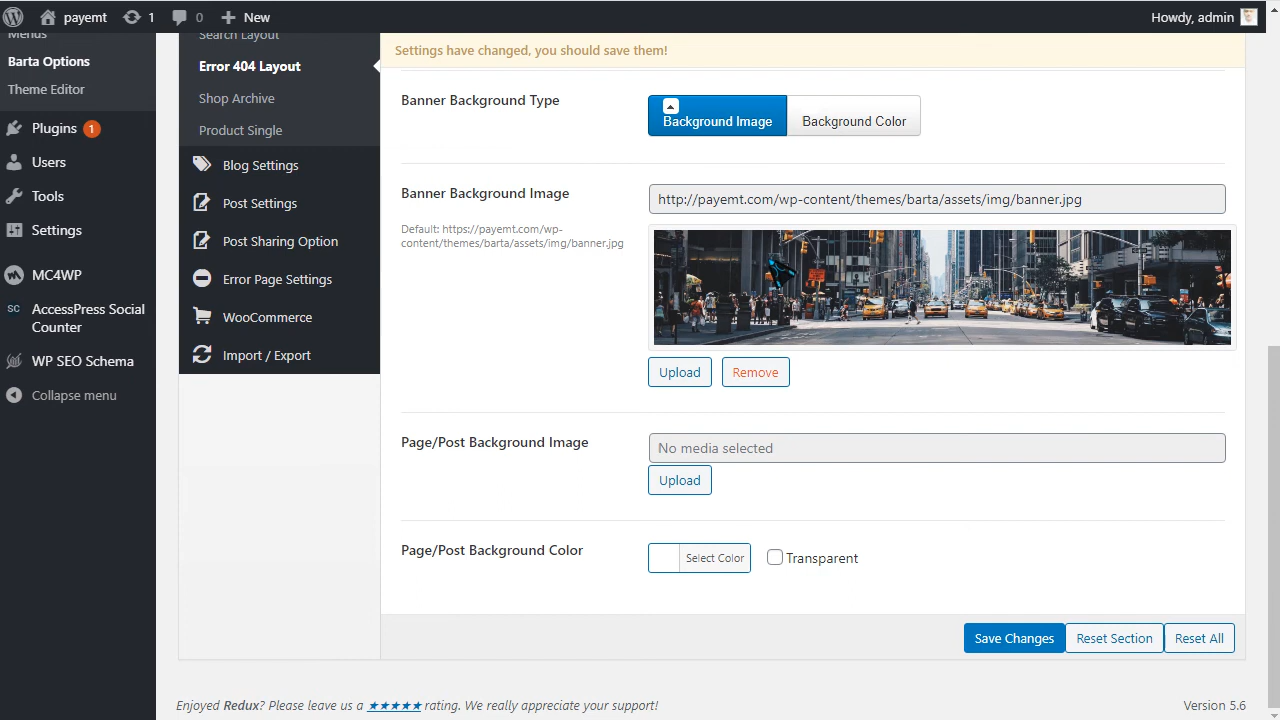 payemt
1
0
New
Howdy, admin
Menus
Barta Options
Theme Editor
Plugins 1
Users
Tools
Settings
MC4WP
AccessPress Social
Counter
WP SEO Schema
Collapse menu
Search Layout
Error 404 Layout
Shop Archive
Product Single
Blog Settings
Post Settings
Post Sharing Option
Error Page Settings
WooCommerce
Import / Export
Settings have changed, you should save them!
Banner Background Type
Background Image
Background Color
Banner Background Image
Default: https://payemt.com/wp-
content/themes/barta/assets/img/banner.jpg
http://payemt.com/wp-content/themes/barta/assets/img/banner.jpg
Upload
Remove
Page/Post Background Image
No media selected
Upload
Page/Post Background Color
Select Color
Transparent
Save Changes
Reset Section
Reset All
Enjoyed Redux? Please leave us a ★★★★★ rating. We really appreciate your support!
Version 5.6